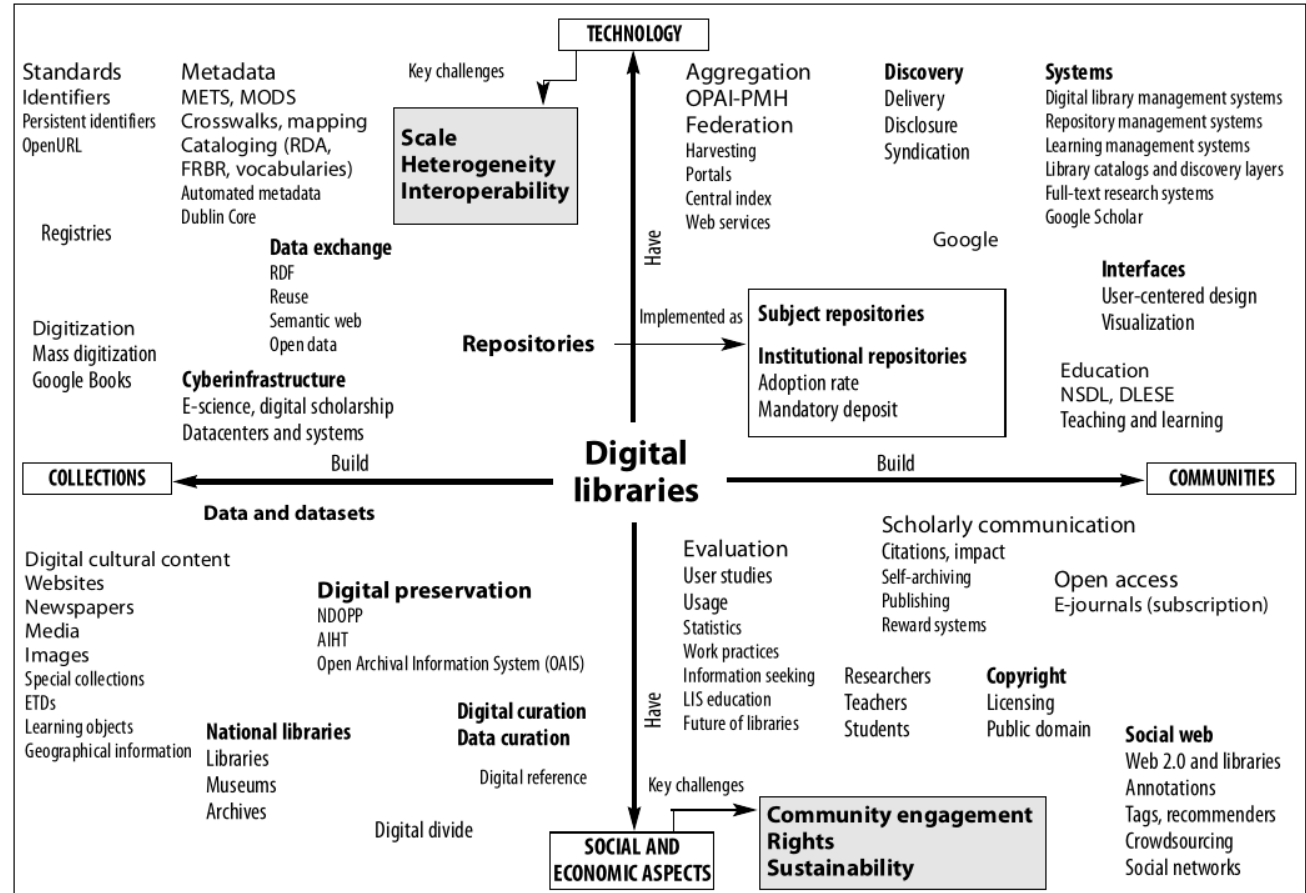 TECHNOLOGY
Key challenges
Scale
Heterogeneity
Interoperability
Standards
Identifiers
Persistent identifiers
OpenURL
Metadata
METS, MODS
Crosswalks, mapping
Cataloging (RDA,
FRBR, vocabularies)
Automated metadata
Dublin Core
Registries
Data exchange
RDF
Reuse
Semantic web
Open data
Digitization
Mass digitization
Google Books
Cyberinfrastructure
E-science, digital scholarship
Datacenters and systems
Have
Aggregation
OPAI-PMH
Federation
Harvesting
Portals
Central index
Web services
Discovery
Delivery
Disclosure
Syndication
Systems
Digital library management systems
Repository management systems
Learning management systems
Library catalogs and discovery layers
Full-text research systems
Google Scholar
Google
Interfaces
User-centered design
Visualization
Repositories
Implemented as
Subject repositories
Institutional repositories
Adoption rate
Mandatory deposit
Education
NSDL, DLESE
Teaching and learning
COLLECTIONS
Build
Digital
libraries
Build
COMMUNITIES
Data and datasets
Digital cultural content
Websites
Newspapers
Media
Images
Special collections
ETDs
Learning objects
Geographical information
Digital preservation
NDOPP
AIHT
Open Archival Information System (OAIS)
National libraries
Libraries
Museums
Archives
Digital curation
Data curation
Digital reference
Digital divide
Have
Evaluation
User studies
Usage
Statistics
Work practices
Information seeking
LIS education
Future of libraries
Scholarly communication
Citations, impact
Self-archiving
Publishing
Reward systems
Open access
E-journals (subscription)
Researchers
Teachers
Students
Copyright
Licensing
Public domain
Social web
Web 2.0 and libraries
Annotations
Tags, recommenders
Crowdsourcing
Social networks
Key challenges
Community engagement
Rights
Sustainability
SOCIAL AND
ECONOMIC ASPECTS